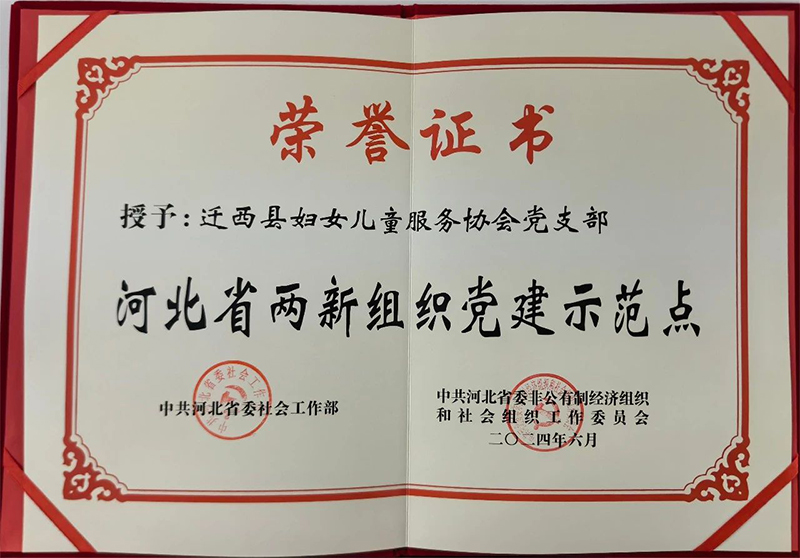 荣誉证书
授予：迁西县妇女儿童服务协会党支部
河北省两新组织党建示范点
中共河北省委社会工作部
中共河北省委非公有制经济组织
和社会组织工作委员会
二〇二四年六月